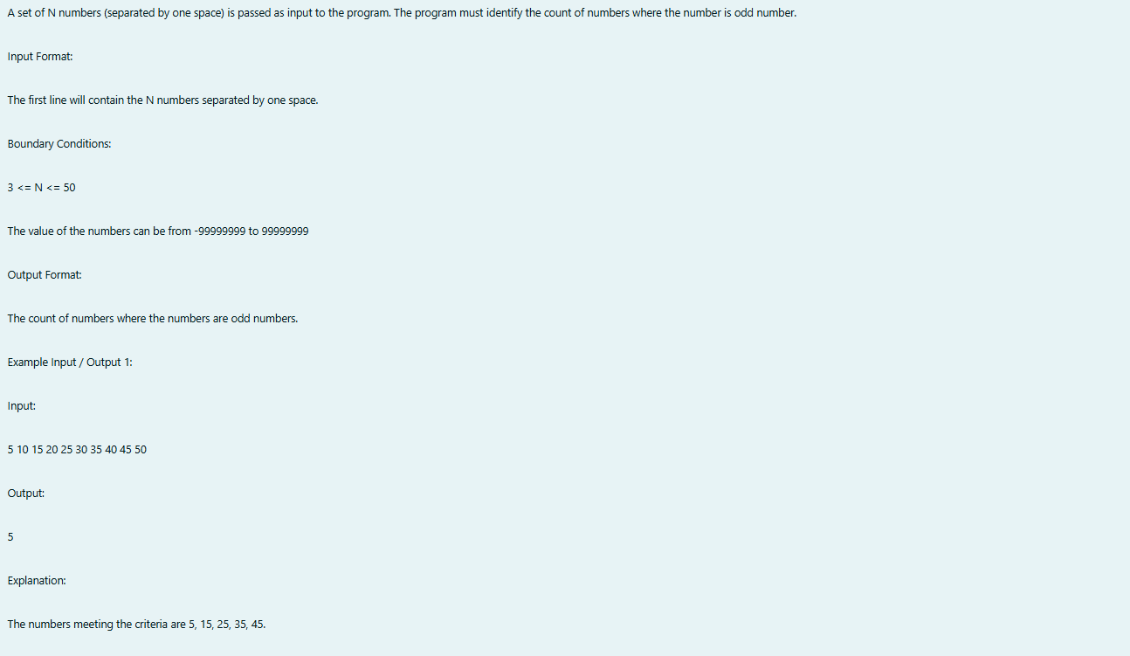 A set of N numbers (separated by one space) is passed as input to the program. The program must identify the count of numbers where the number is odd number.
Input Format:
The first line will contain the N numbers separated by one space.
Boundary Conditions:
3 <= N <= 50
The value of the numbers can be from -99999999 to 99999999
Output Format:
The count of numbers where the numbers are odd numbers.
Example Input / Output 1:
Input:
5 10 15 20 25 30 35 40 45 50
Output:
5
Explanation:
The numbers meeting the criteria are 5, 15, 25, 35, 45.